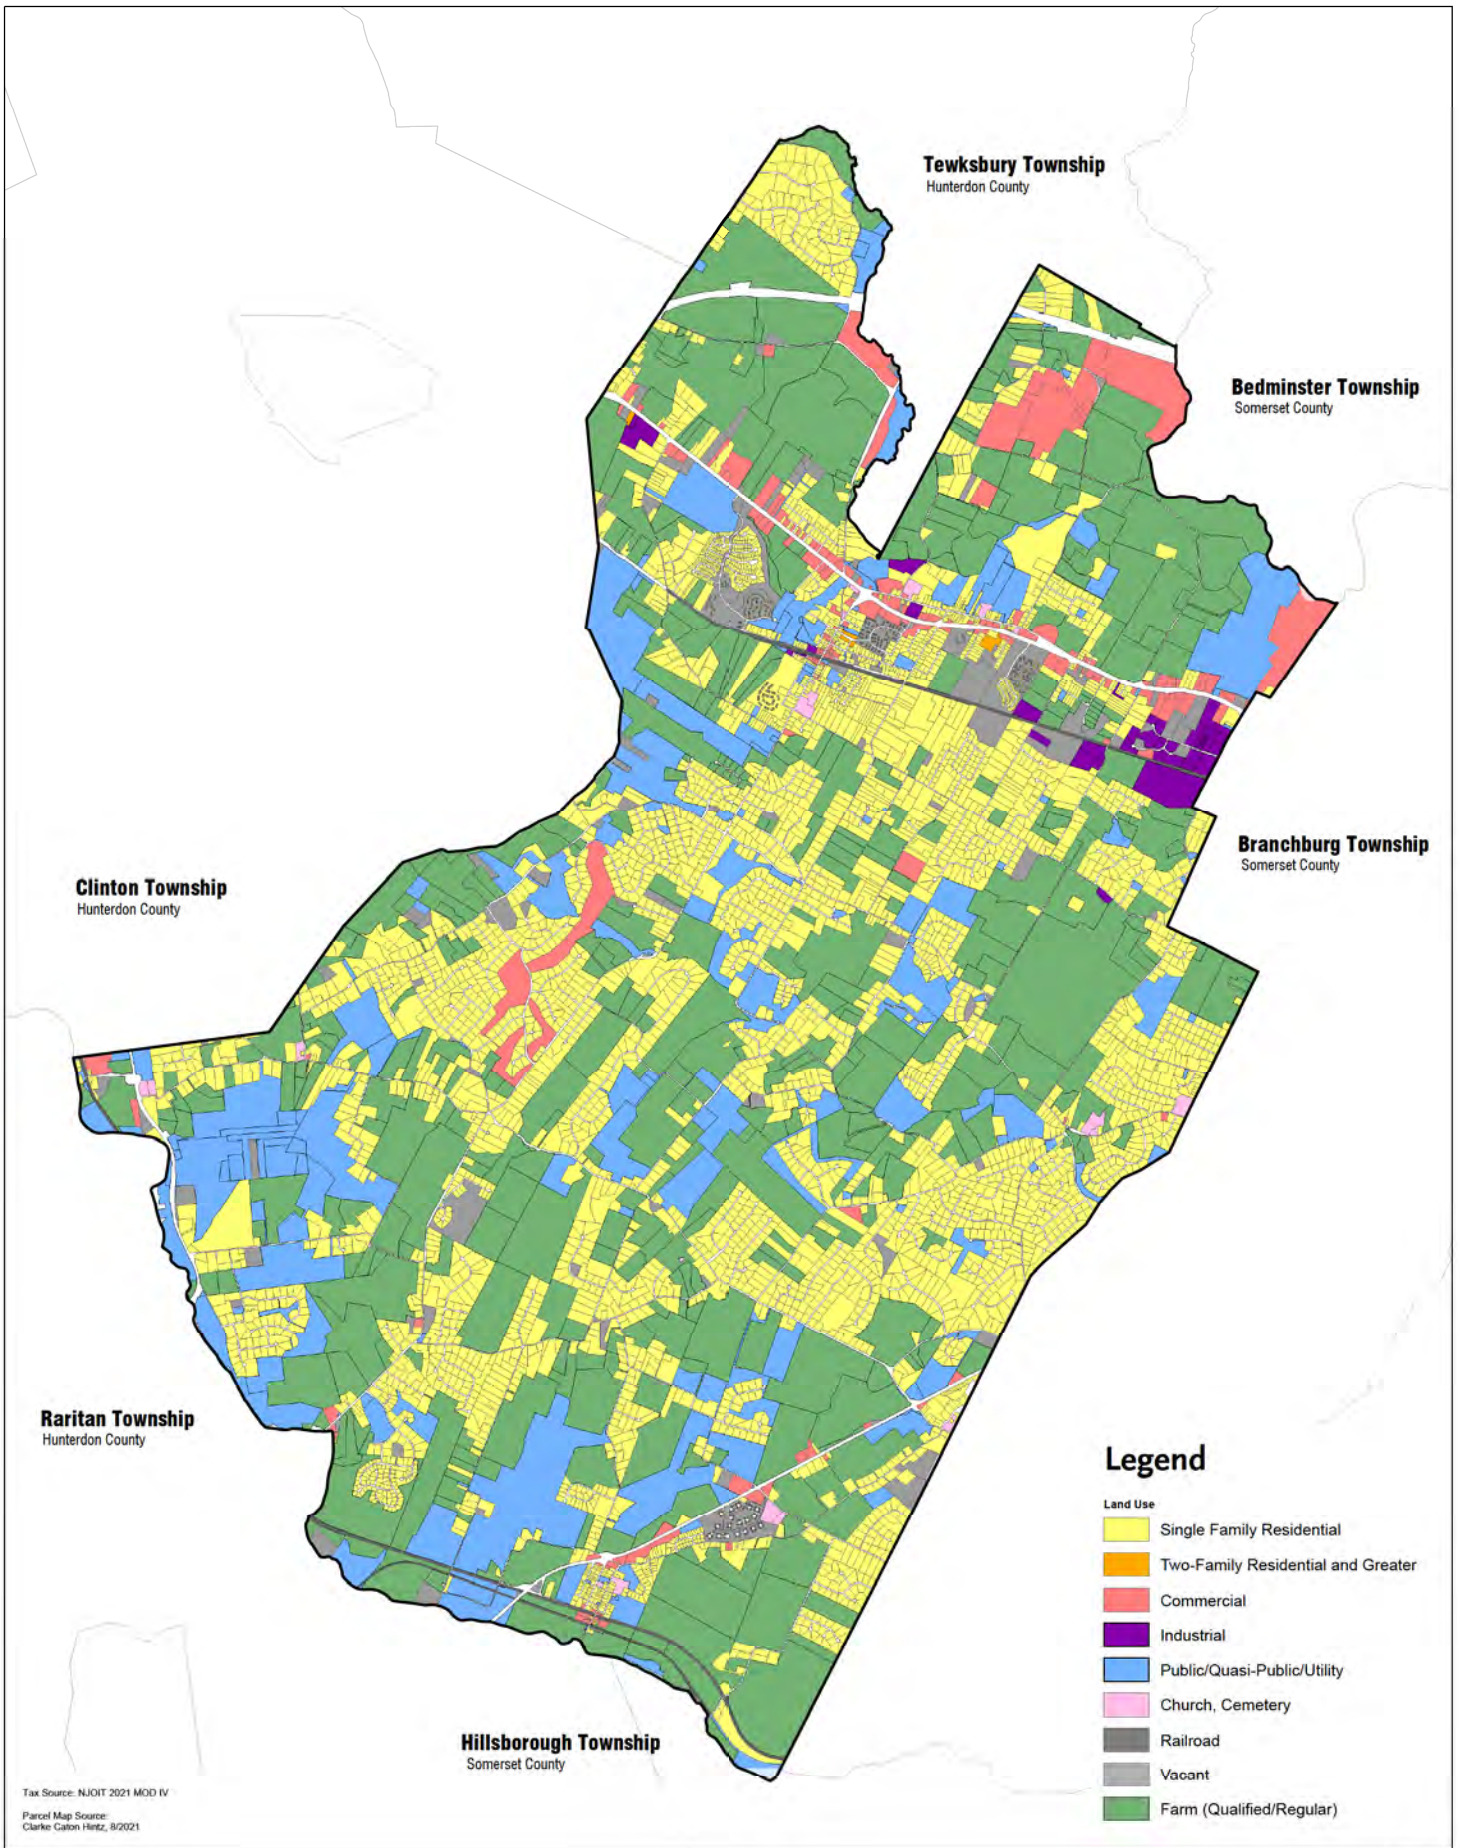 Tewksbury Township
Hunterdon County
Bedminster Township
Somerset County
Branchburg Township
Somerset County
Clinton Township
Hunterdon County
Raritan Township
Hunterdon County
Legend
Land Use
Single Family Residential
Two-Family Residential and Greater
Commercial
Industrial
Public/Quasi-Public/Utility
Church, Cemetery
Railroad
Vacant
Farm (Qualified/Regular)
Hillsborough Township
Somerset County
Tax Source: NJOIT 2021 MOD IV
Parcel Map Source:
Clarke Caton Hintz, 8/2021